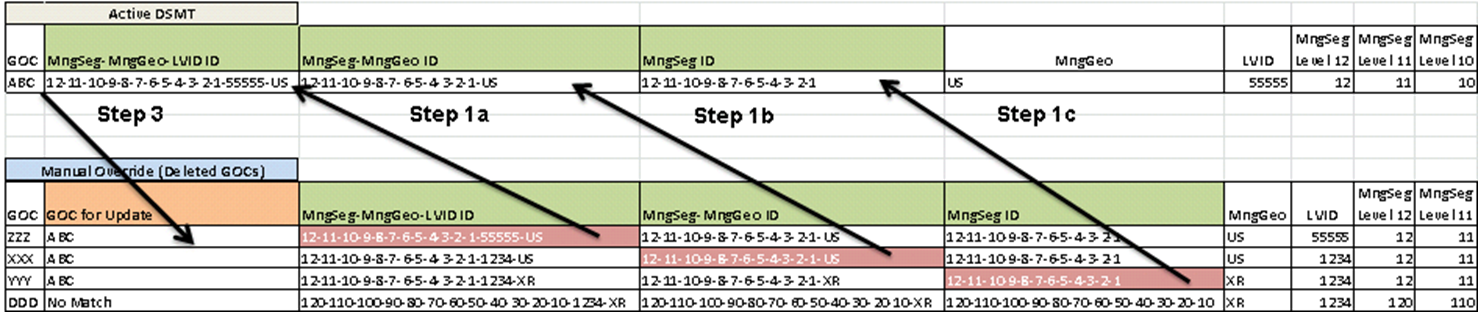 Active DSMT
GOC MngSeg-MngGeo-LVID ID MngSeg-MngGeo ID MngSeg ID MngGeo LVID MngSeg Level 12 MngSeg Level 11 MngSeg Level 10
ABC 12-11-10-9-8-7-6-5-4-3-2-1-55555-US 12-11-10-9-8-7-6-5-4-3-2-1-US 12-11-10-9-8-7-6-5-4-3-2-1 US 55555 12 11 10
Step 3 Step 1a Step 1b Step 1c
Manual Override (Deleted GOCs)
GOC GOC for Update MngSeg-MngGeo-LVID ID MngSeg-MngGeo ID MngSeg ID MngGeo LVID MngSeg Level 12 MngSeg Level 11
ZZZ ABC 12-11-10-9-8-7-6-5-4-3-2-1-55555-US 12-11-10-9-8-7-6-5-4-3-2-1-US 12-11-10-9-8-7-6-5-4-3-2-1 US 55555 12 11
XXX ABC 12-11-10-9-8-7-6-5-4-3-2-1-1234-US 12-11-10-9-8-7-6-5-4-3-2-1-US 12-11-10-9-8-7-6-5-4-3-2-1 US 1234 12 11
YYY ABC 12-11-10-9-8-7-6-5-4-3-2-1-1234-XR 12-11-10-9-8-7-6-5-4-3-2-1-XR 12-11-10-9-8-7-6-5-4-3-2-1 XR 1234 12 11
DDD No Match 120-110-100-90-80-70-60-50-40-30-20-10-1234-XR 120-110-100-90-80-70-60-50-40-30-20-10-XR 120-110-100-90-80-70-60-50-40-30-20-10 XR 1234 120 110